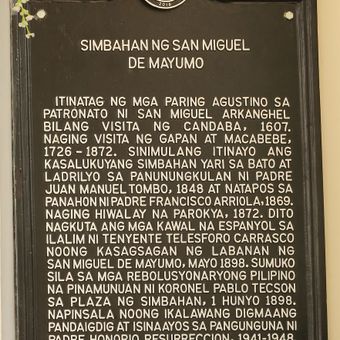 2015
SIMBAHAN NG SAN MIGUEL
DE MAYUMO
ITINATAG NG MGA PARING AGUSTINO SA
PATRONATO NI SAN MIGUEL ARKANGHEL
BILANG VISITA NG CANDABA, 1607.
NAGING VISITA NG GAPAN AT MACABEBE,
1726 – 1872. SINIMULANG ITINAYO ANG
KASALUKUYANG SIMBAHAN YARI SA BATO AT
LADRILYO SA PANUNUNGKULAN NI PADRE
JUAN MANUEL TOMBO, 1848 AT NATAPOS SA
PANAHON NI PADRE FRANCISCO ARRIOLA, 1869.
NAGING HIWALAY NA PAROKYA, 1872. DITO
NAGKUTA ANG MGA KAWAL NA ESPANYOL SA
ILALIM NI TENYENTE TELESFORO CARRASCO
NOONG KASAGSAGAN NG LABANAN NG
SAN MIGUEL DE MAYUMO, MAYO 1898. SUMUKO
SILA SA MGA REBOLUSYONARYONG PILIPINO
NA PINAMUNUAN NI KORONEL PABLO TECSON
SA PLAZA NG SIMBAHAN, 1 HUNYO 1898.
NAPINSALA NOONG IKALAWANG DIGMAANG
PANDAIGDIG AT ISINAAYOS SA PANGUNGUNA NI
PADRE HONORIO RESURRECCION, 1941-1948.